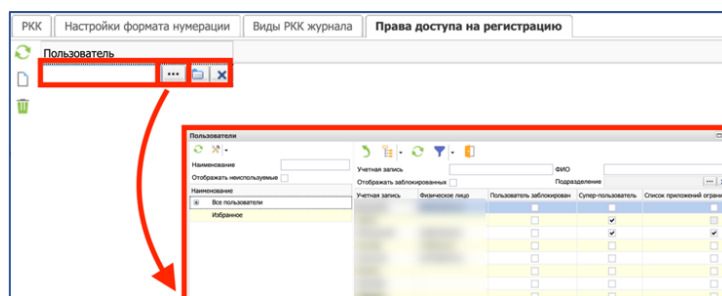 РКК Настройки формата нумерации Виды РКК журнала Права доступа на регистрацию
Пользователь
Пользователи
Наименование
Отображать неиспользуемые
Наименование
Все пользователи
Избранное
Учетная запись ФИО
Отображать заблокированных Подразделение
Учетная запись Физическое лицо Пользователь заблокирован Супер-пользователь Список приложений огран